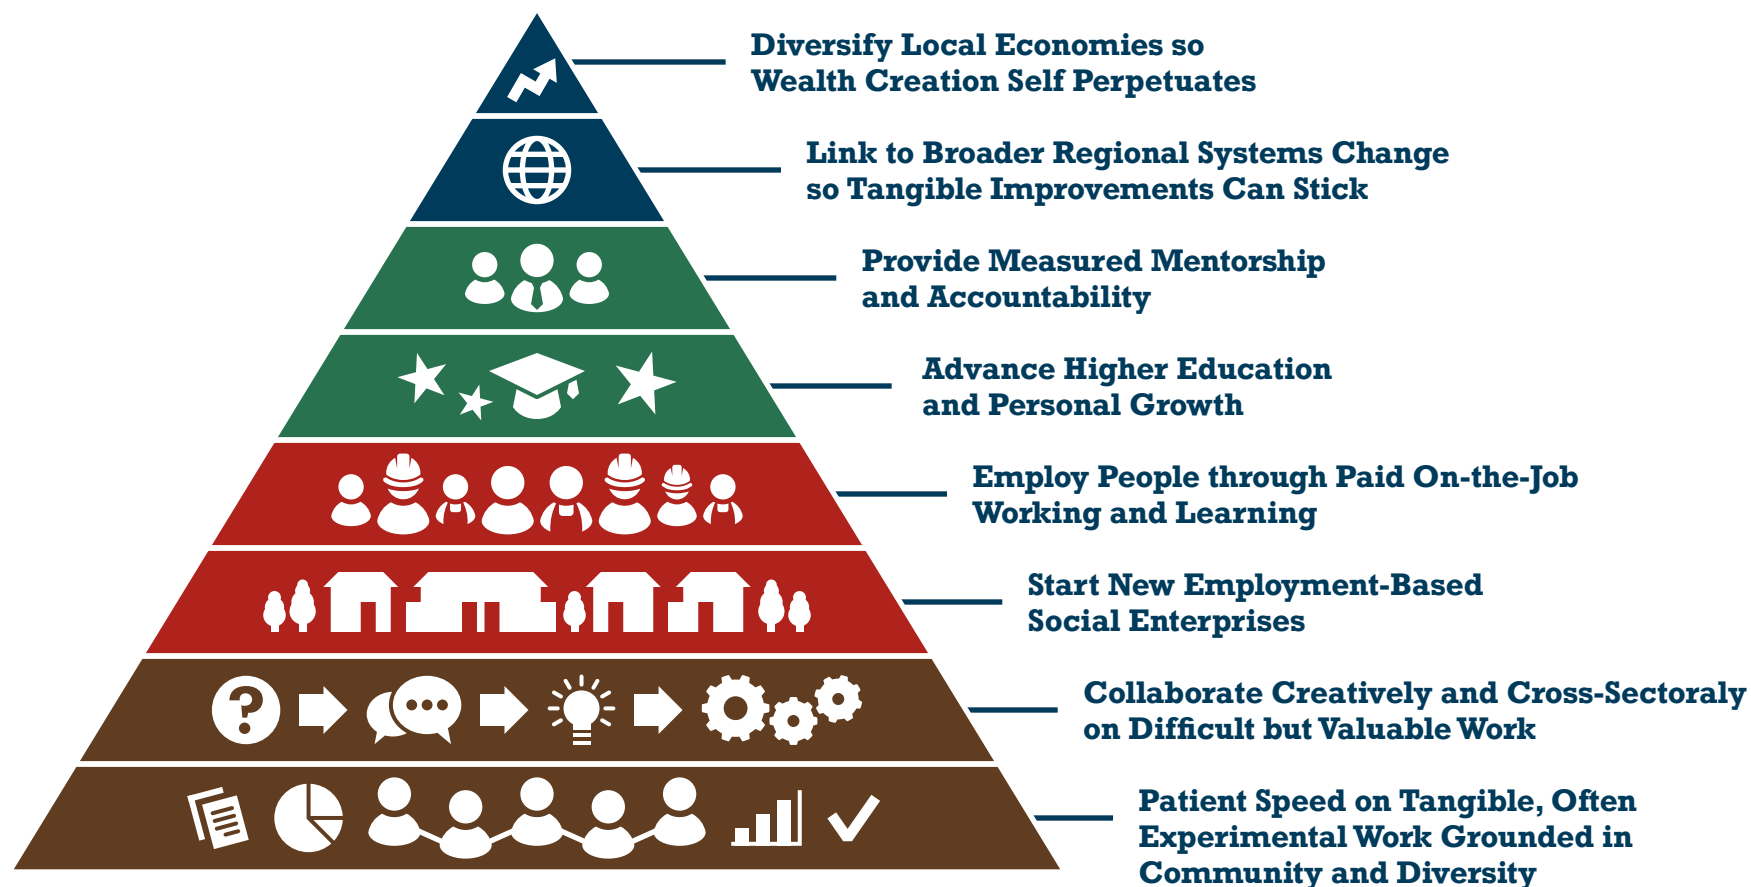 Diversify Local Economies so
Wealth Creation Self Perpetuates
Link to Broader Regional Systems Change
so Tangible Improvements Can Stick
Provide Measured Mentorship
and Accountability
Advance Higher Education
and Personal Growth
Employ People through Paid On-the-Job
Working and Learning
Start New Employment-Based
Social Enterprises
?
Collaborate Creatively and Cross-Sectoraly
on Difficult but Valuable Work
Patient Speed on Tangible, Often
Experimental Work Grounded in
Community and Diversity